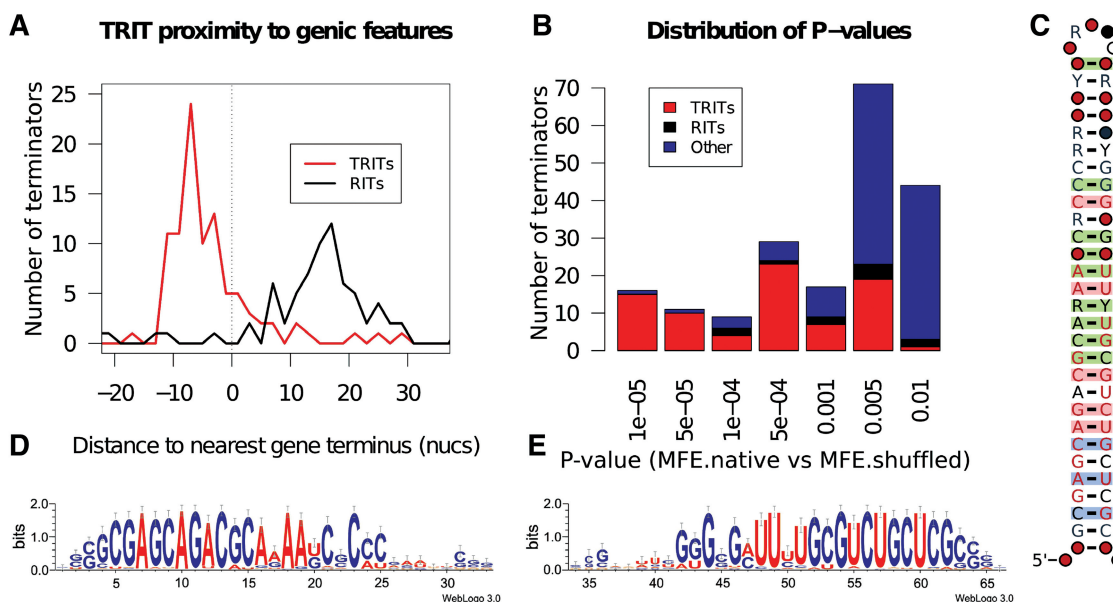 A
TRIT proximity to genic features
Number of terminators
25
20
15
10
5
0
TRITs
RITs
−20
−10
0
10
20
30
Distance to nearest gene terminus (nucs)
B
Distribution of P−values
Number of terminators
70
60
50
40
30
20
10
0
TRITs
RITs
Other
1e−05
5e−05
1e−04
5e−04
0.001
0.005
0.01
P-value (MFE.native vs MFE.shuffled)
C
R
Y R
R
R Y
C G
C G
C G
R
C G
A U
A U
R Y
A U
C G
G C
C G
A U
G C
A U
C G
G C
A U
G C
C G
G C
5'
D
bits
2.0
1.0
0.0
GCGAGCAGACGCA AA C C
5
10
15
20
25
30
WebLogo 3.0
E
bits
2.0
1.0
0.0
GGG G UU UGCGUCUGCUCGCC
35
40
45
50
55
60
65
WebLogo 3.0